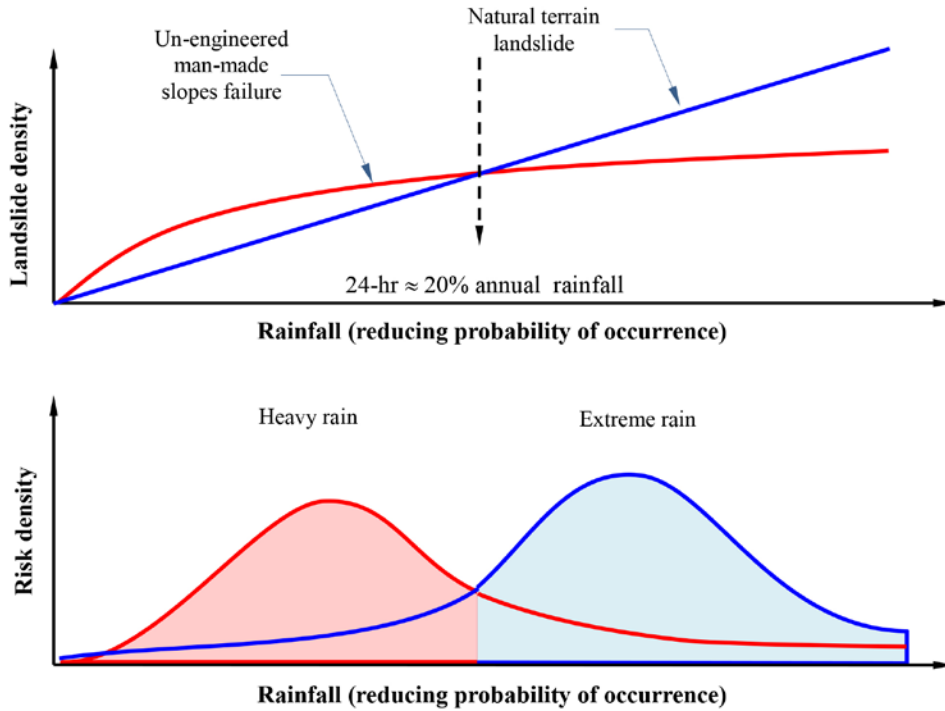 Natural terrain
landslide
Un-engineered
man-made
slopes failure
Landslide density
24-hr ≈ 20% annual rainfall
Rainfall (reducing probability of occurrence)
Heavy rain
Extreme rain
Risk density
Rainfall (reducing probability of occurrence)